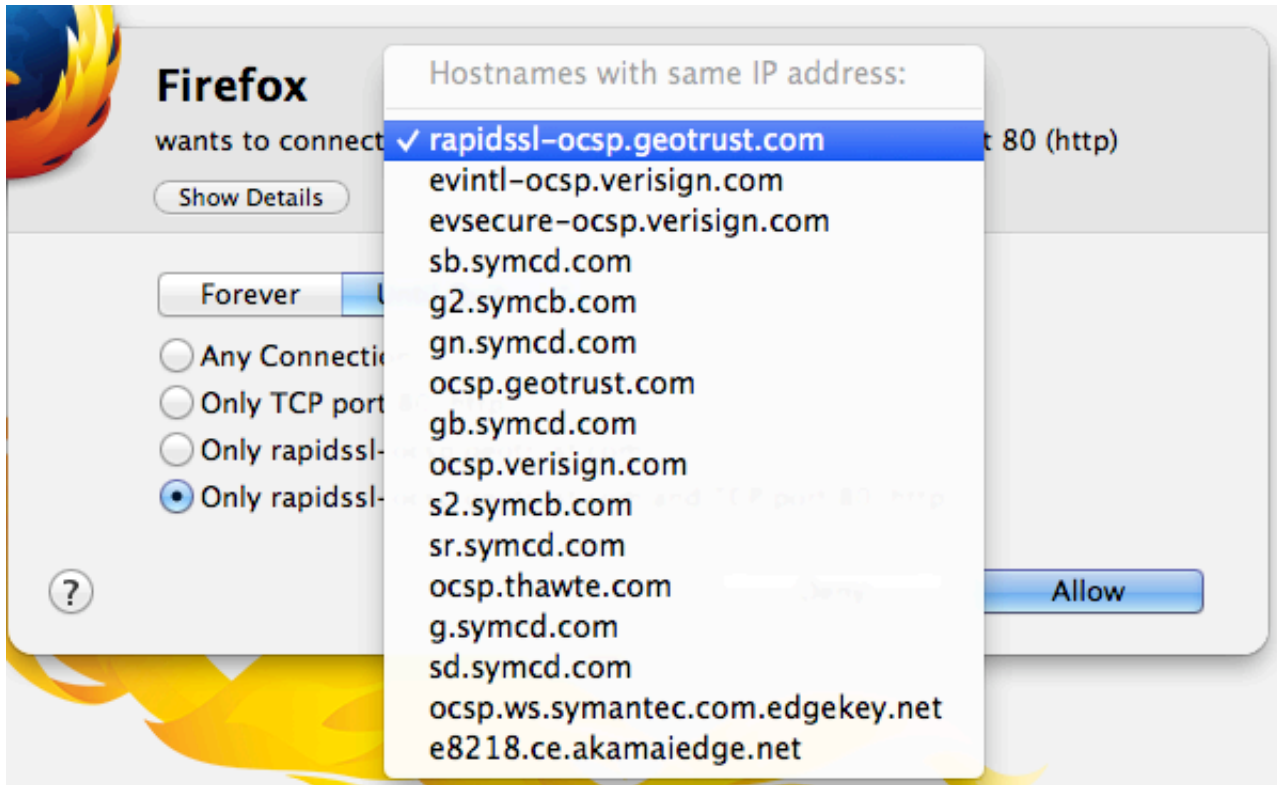 Firefox
wants to connect
t 80 (http)
Show Details
Forever
Any Connectio
Only TCP port
Only rapidssl-
Only rapidssl-
?
Allow
Hostnames with same IP address:
✓ rapidssl-ocsp.geotrust.com
evintl-ocsp.verisign.com
evsecure-ocsp.verisign.com
sb.symcd.com
g2.symcb.com
gn.symcd.com
ocsp.geotrust.com
gb.symcd.com
ocsp.verisign.com
s2.symcb.com
sr.symcd.com
ocsp.thawte.com
g.symcd.com
sd.symcd.com
ocsp.ws.symantec.com.edgekey.net
e8218.ce.akamaiedge.net